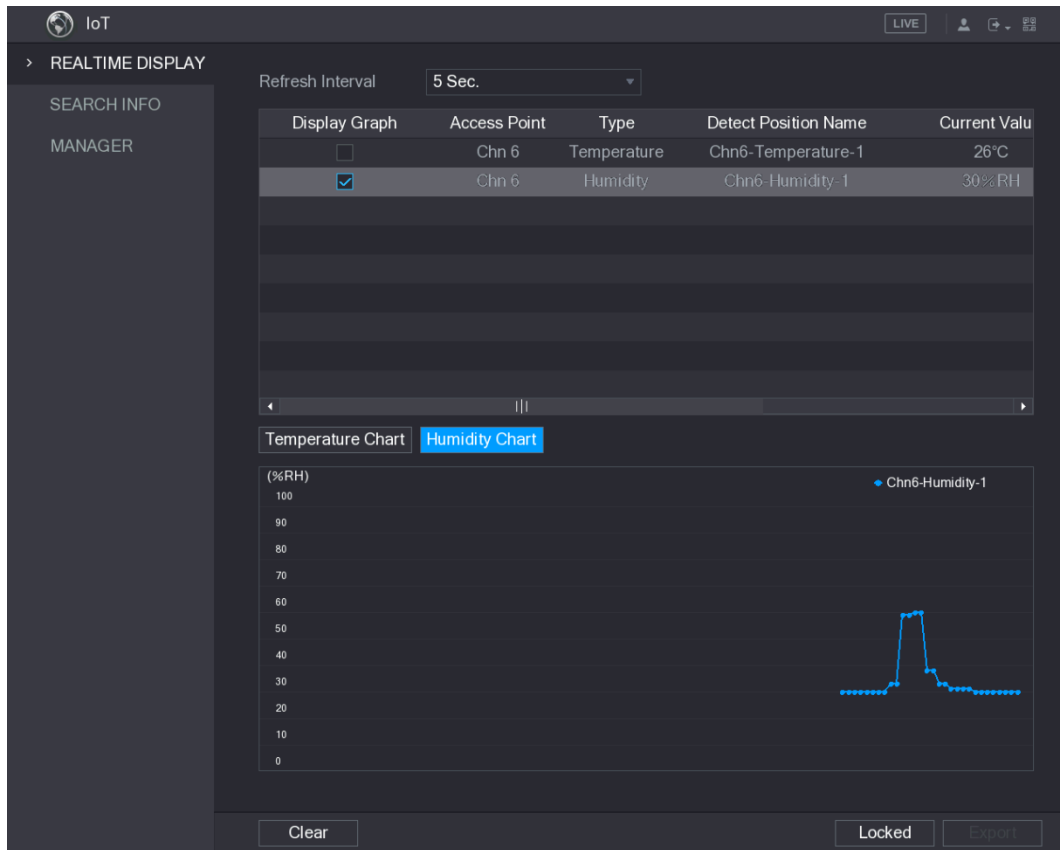 IoT
LIVE
REALTIME DISPLAY
SEARCH INFO
MANAGER
Refresh Interval 5 Sec.
Display Graph Access Point Type Detect Position Name Current Valu
Chn 6 Temperature Chn6-Temperature-1 26°C
Chn 6 Humidity Chn6-Humidity-1 30%RH
Temperature Chart Humidity Chart
(%RH)
Chn6-Humidity-1
100
90
80
70
60
50
40
30
20
10
0
Clear Locked Export